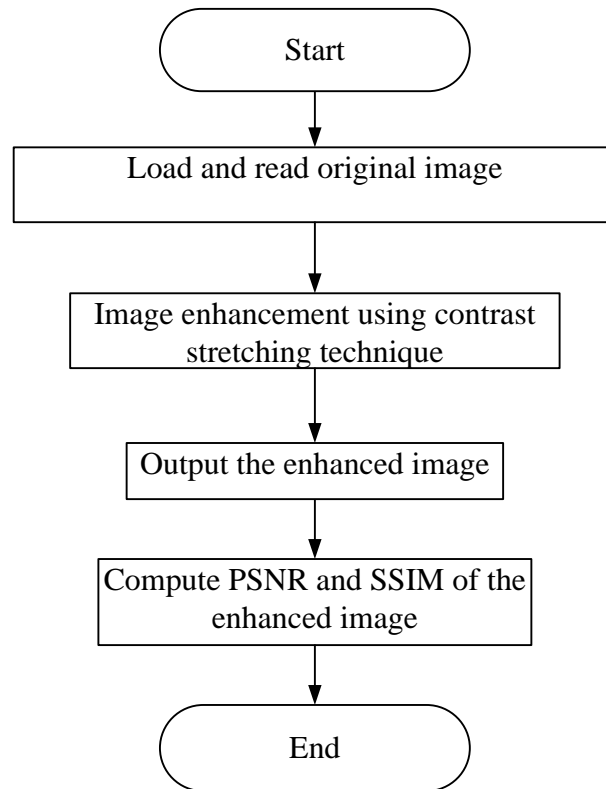 Start
Load and read original image
Image enhancement using contrast
stretching technique
Output the enhanced image
Compute PSNR and SSIM of the
enhanced image
End